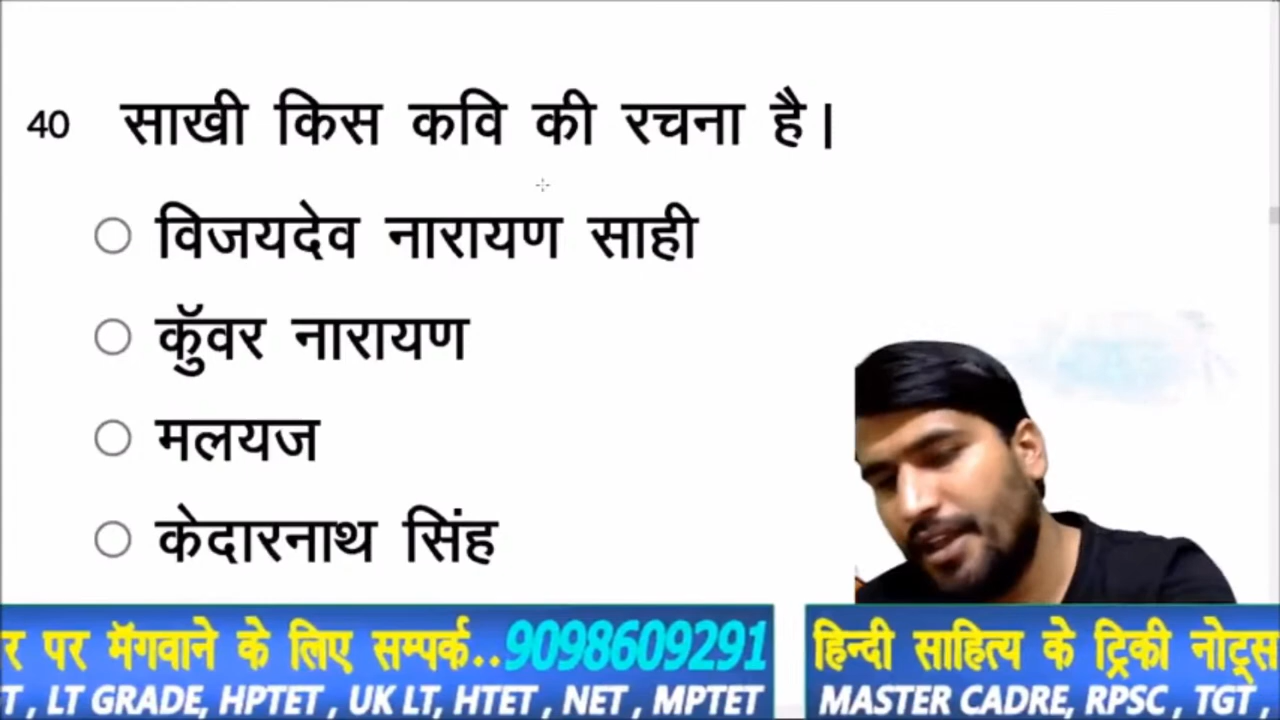 40 साखी किस कवि की रचना है।
विजयदेव नारायण साही
कुॅवर नारायण
मलयज
केदारनाथ सिंह
र पर मॅगवाने के लिए सम्पर्क..9098609291
हिन्दी साहित्य के ट्रिकी नोट्स
T , LT GRADE, HPTET , UK LT, HTET , NET , MPTET
MASTER CADRE, RPSC , TGT ,